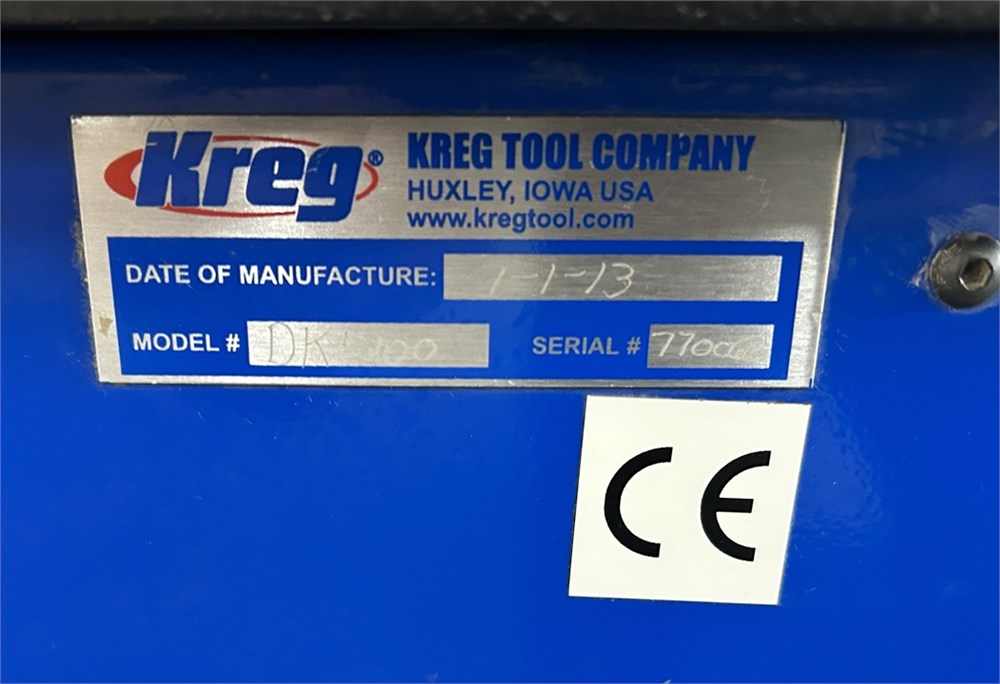 Kreg®
KREG TOOL COMPANY
HUXLEY, IOWA USA
www.kregtool.com
DATE OF MANUFACTURE: 1-1-13
MODEL #
SERIAL #
CE